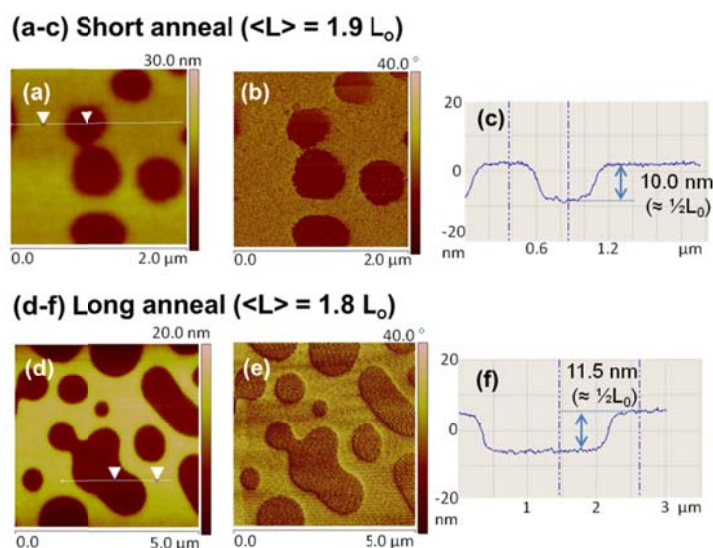 (a-c) Short anneal (<L> = 1.9 Lₒ)
30.0 nm
40.0 °
(a)
(b)
(c)
20
0
-20
nm
10.0 nm
(≈ ½L₀)
0.6
1.2
µm
0.0
2.0 µm
0.0
2.0 µm
(d-f) Long anneal (<L> = 1.8 Lₒ)
20.0 nm
40.0 °
(d)
(e)
(f)
20
0
-20
nm
11.5 nm
(≈ ½L₀)
1
2
3 µm
0.0
5.0 µm
0.0
5.0 µm